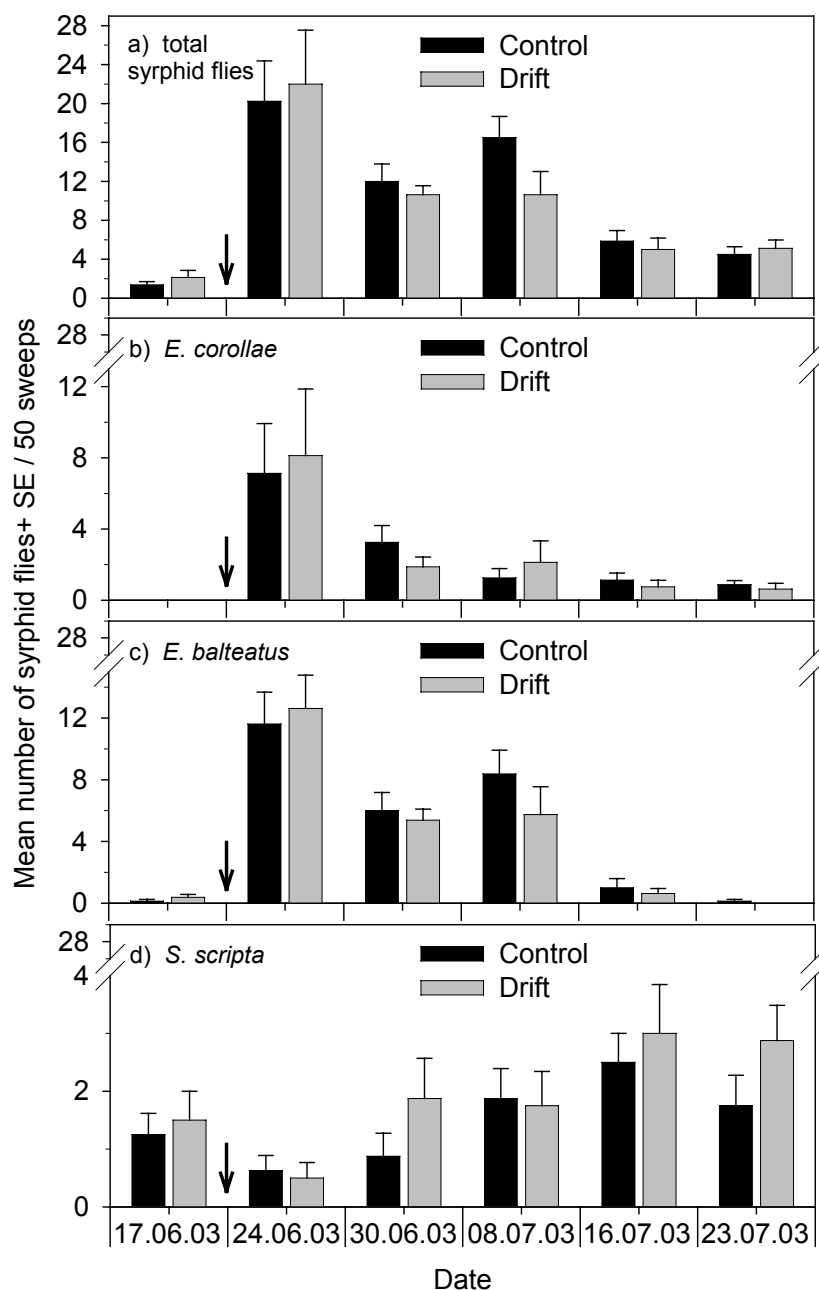 Mean number of syrphid flies+ SE / 50 sweeps
28
24
20
16
12
8
4
0
a) total
syrphid flies
Control
Drift
28
12
8
4
0
b) E. corollae
Control
Drift
28
12
8
4
0
c) E. balteatus
Control
Drift
28
4
2
0
d) S. scripta
Control
Drift
17.06.03 24.06.03 30.06.03 08.07.03 16.07.03 23.07.03
Date